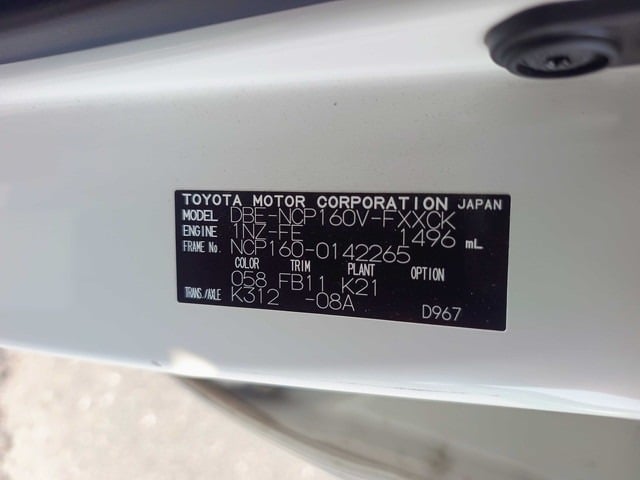 TOYOTA MOTOR CORPORATION JAPAN
MODEL DBE-NCP160V-FXXCK
ENGINE 1NZ-FE 1496 mL
FRAME No. NCP160-0142265
COLOR TRIM PLANT OPTION
058 FB11 K21
TRANS./AXLE K312 -08A
D967